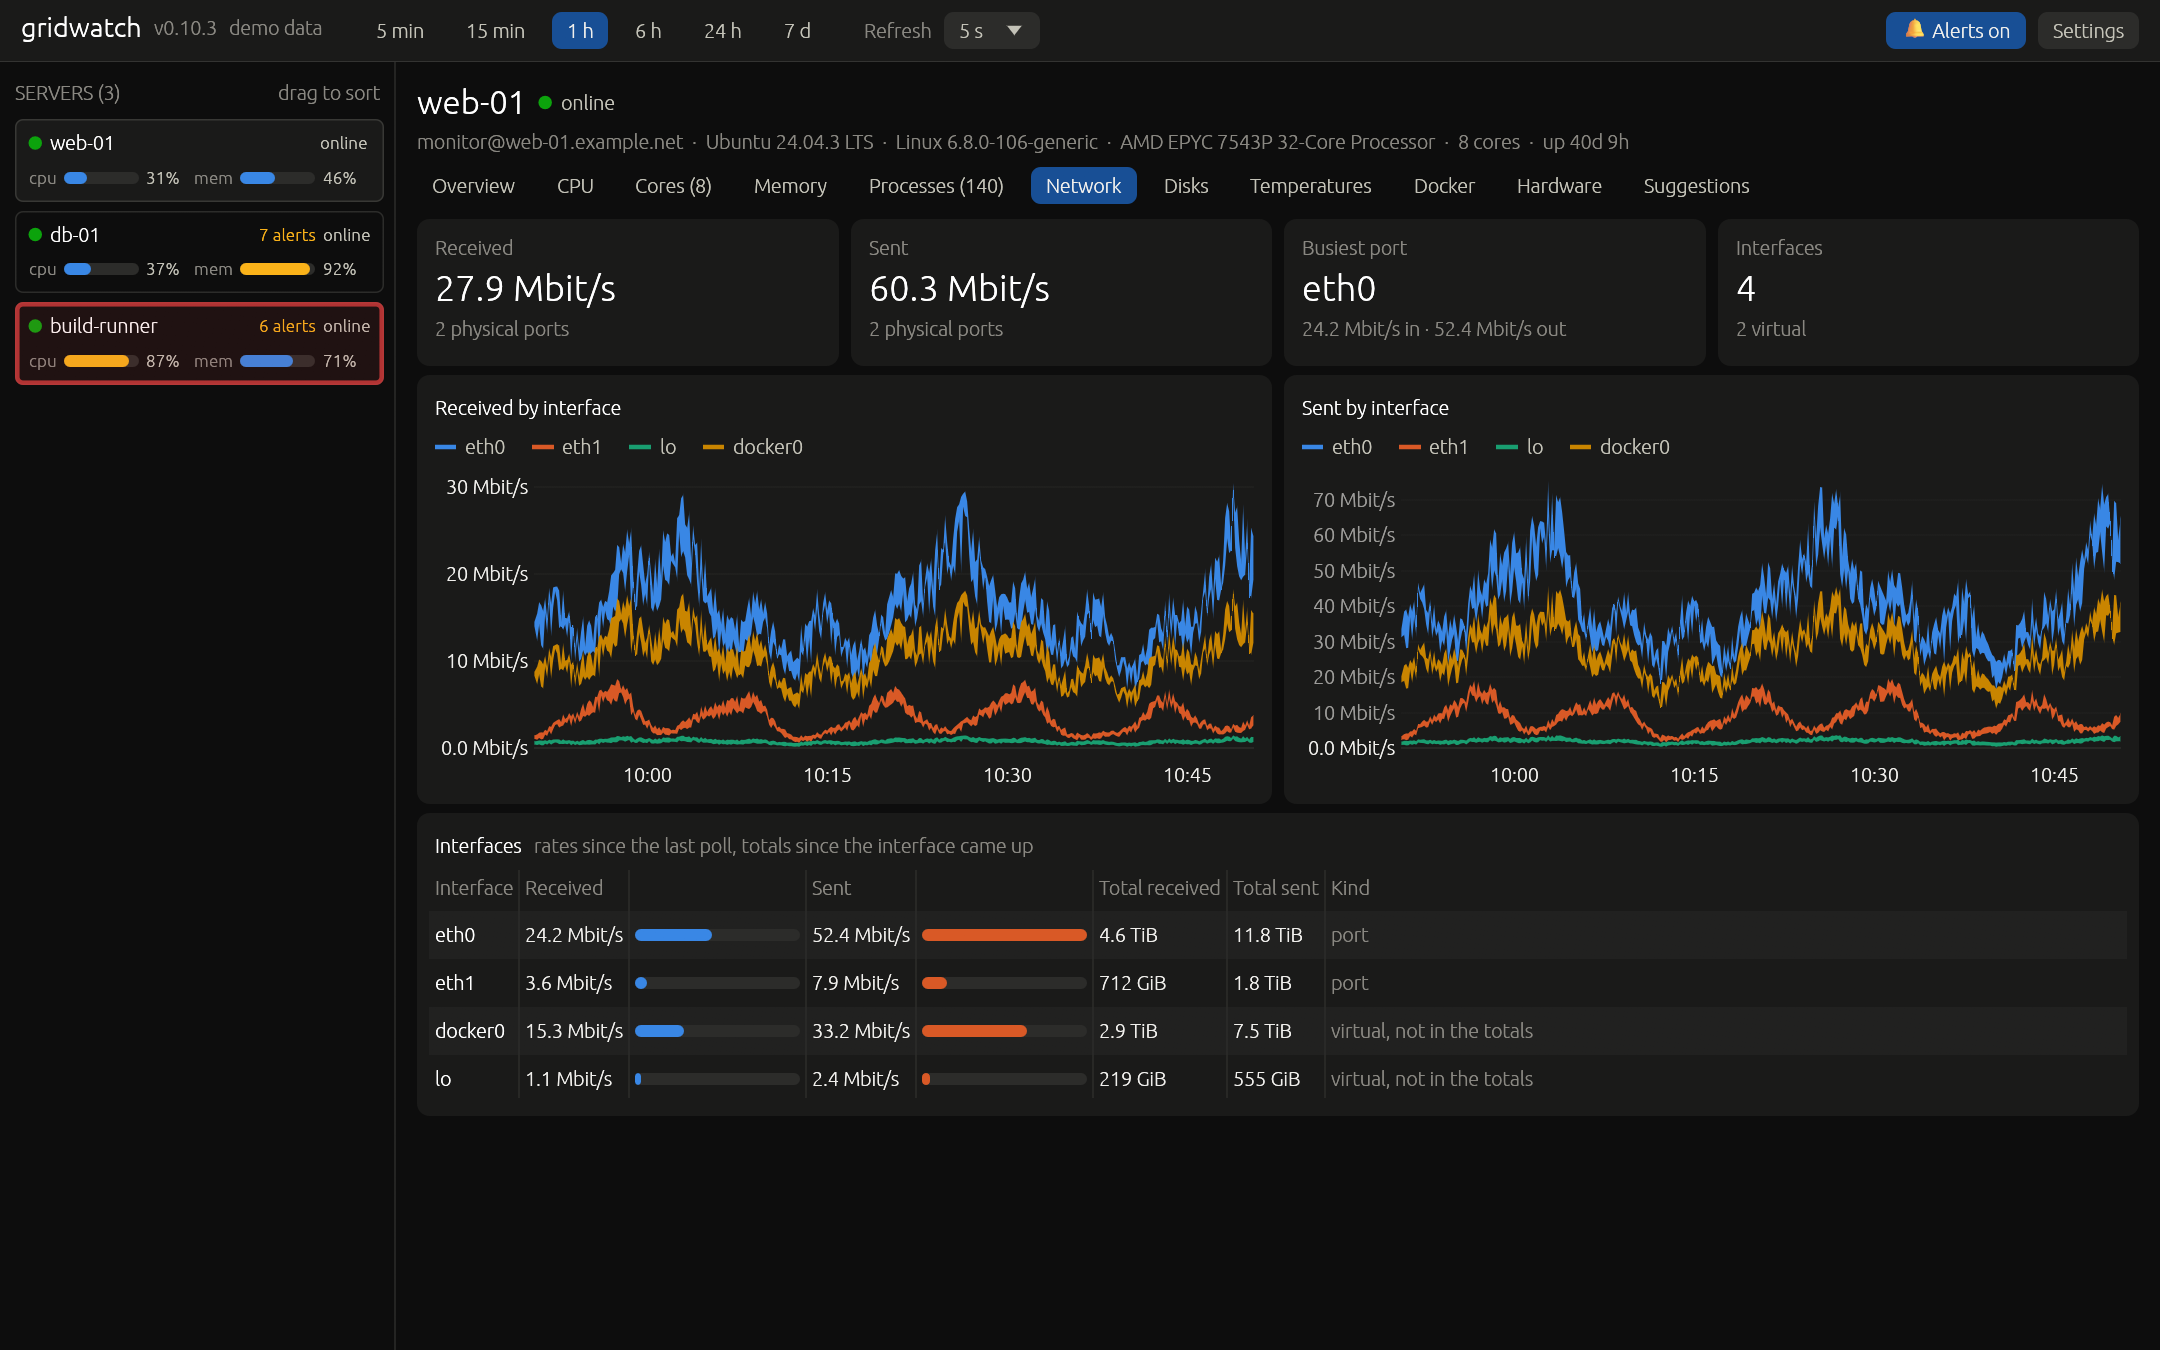 gridwatch v0.10.3 demo data 5 min 15 min 1 h 6 h 24 h 7 d Refresh 5 s Alerts on Settings
SERVERS (3) drag to sort
web-01 online
cpu 31% mem 46%
db-01 7 alerts online
cpu 37% mem 92%
build-runner 6 alerts online
cpu 87% mem 71%
web-01 online
monitor@web-01.example.net · Ubuntu 24.04.3 LTS · Linux 6.8.0-106-generic · AMD EPYC 7543P 32-Core Processor · 8 cores · up 40d 9h
Overview CPU Cores (8) Memory Processes (140) Network Disks Temperatures Docker Hardware Suggestions
Received
27.9 Mbit/s
2 physical ports
Sent
60.3 Mbit/s
2 physical ports
Busiest port
eth0
24.2 Mbit/s in · 52.4 Mbit/s out
Interfaces
4
2 virtual
Received by interface
eth0 eth1 lo docker0
30 Mbit/s
20 Mbit/s
10 Mbit/s
0.0 Mbit/s
10:00 10:15 10:30 10:45
Sent by interface
eth0 eth1 lo docker0
70 Mbit/s
60 Mbit/s
50 Mbit/s
40 Mbit/s
30 Mbit/s
20 Mbit/s
10 Mbit/s
0.0 Mbit/s
10:00 10:15 10:30 10:45
Interfaces rates since the last poll, totals since the interface came up
Interface Received Sent Total received Total sent Kind
eth0 24.2 Mbit/s 52.4 Mbit/s 4.6 TiB 11.8 TiB port
eth1 3.6 Mbit/s 7.9 Mbit/s 712 GiB 1.8 TiB port
docker0 15.3 Mbit/s 33.2 Mbit/s 2.9 TiB 7.5 TiB virtual, not in the totals
lo 1.1 Mbit/s 2.4 Mbit/s 219 GiB 555 GiB virtual, not in the totals